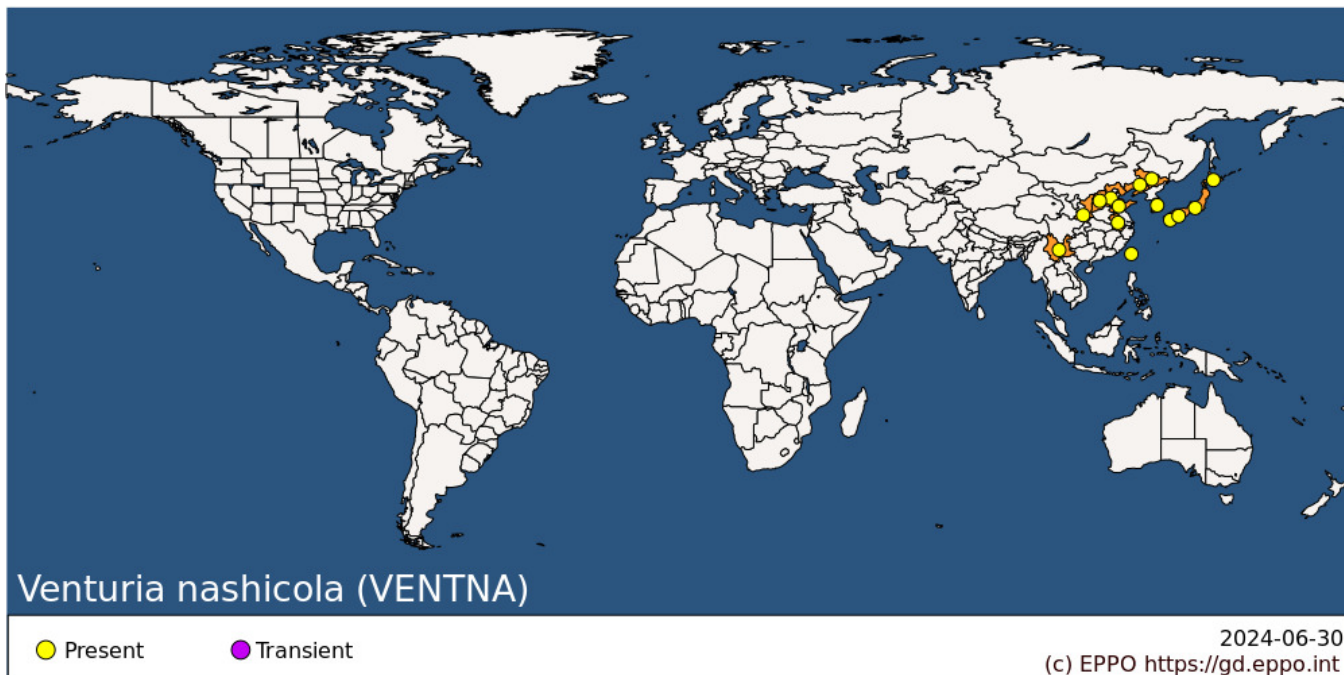 Venturia nashicola (VENTNA)
Present
Transient
2024-06-30
(c) EPPO https://gd.eppo.int